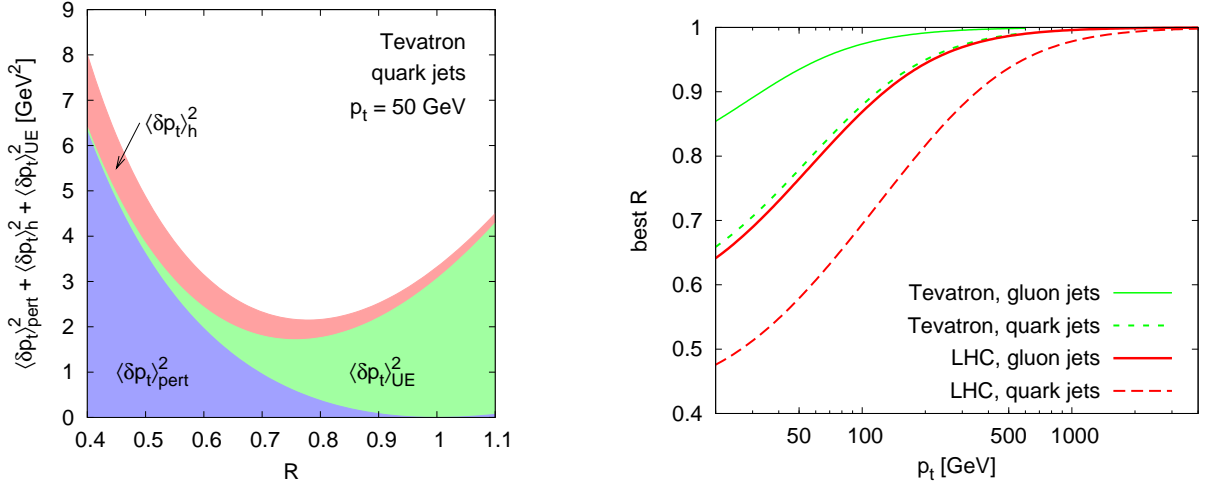 ⟨δp_t⟩²_pert + ⟨δp_t⟩²_h + ⟨δp_t⟩²_UE [GeV²]
9
8
7
6
5
4
3
2
1
0
Tevatron
quark jets
p_t = 50 GeV
⟨δp_t⟩²_h
⟨δp_t⟩²_pert
⟨δp_t⟩²_UE
0.4 0.5 0.6 0.7 0.8 0.9 1 1.1
R
best R
1
0.9
0.8
0.7
0.6
0.5
0.4
Tevatron, gluon jets
Tevatron, quark jets
LHC, gluon jets
LHC, quark jets
50 100 500 1000
p_t [GeV]